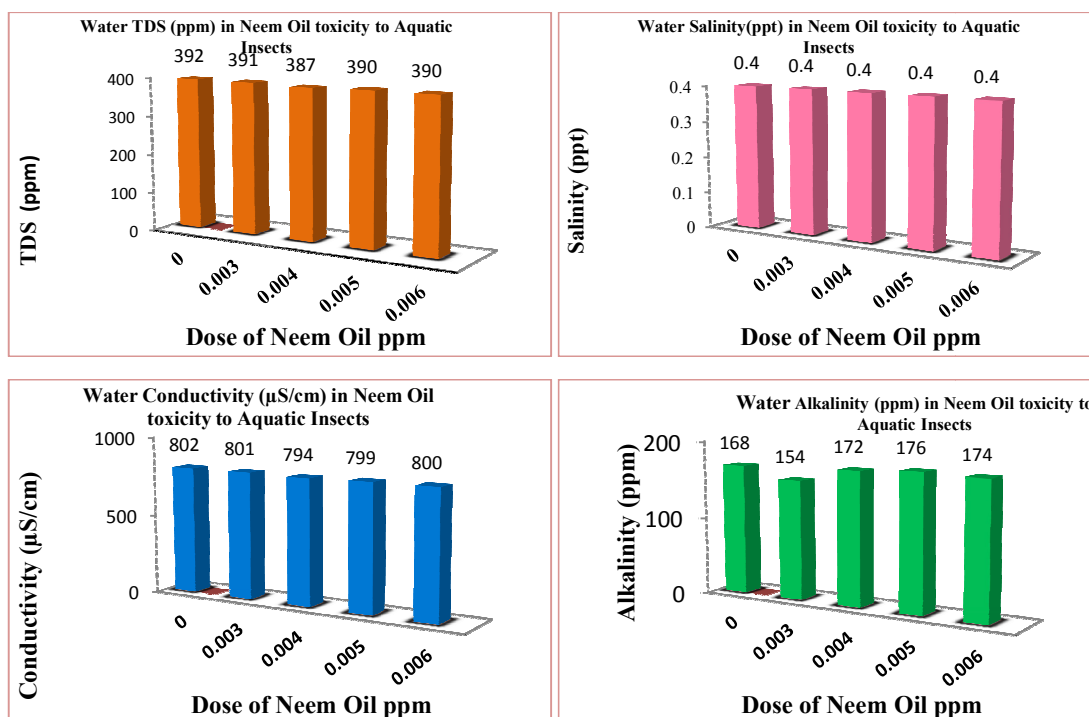 Water TDS (ppm) in Neem Oil toxicity to Aquatic
Insects
392 391 387 390 390
400
300
200
100
0
TDS (ppm)
0 0.003 0.004 0.005 0.006
Dose of Neem Oil ppm
Water Salinity(ppt) in Neem Oil toxicity to Aquatic
Insects
0.4 0.4 0.4 0.4 0.4
0.4
0.3
0.2
0.1
0
Salinity (ppt)
0 0.003 0.004 0.005 0.006
Dose of Neem Oil ppm
Water Conductivity (µS/cm) in Neem Oil
toxicity to Aquatic Insects
802 801 794 799 800
1000
500
0
Conductivity (µS/cm)
0 0.003 0.004 0.005 0.006
Dose of Neem Oil ppm
Water Alkalinity (ppm) in Neem Oil toxicity to
Aquatic Insects
168 154 172 176 174
200
100
0
Alkalinity (ppm)
0 0.003 0.004 0.005 0.006
Dose of Neem Oil ppm